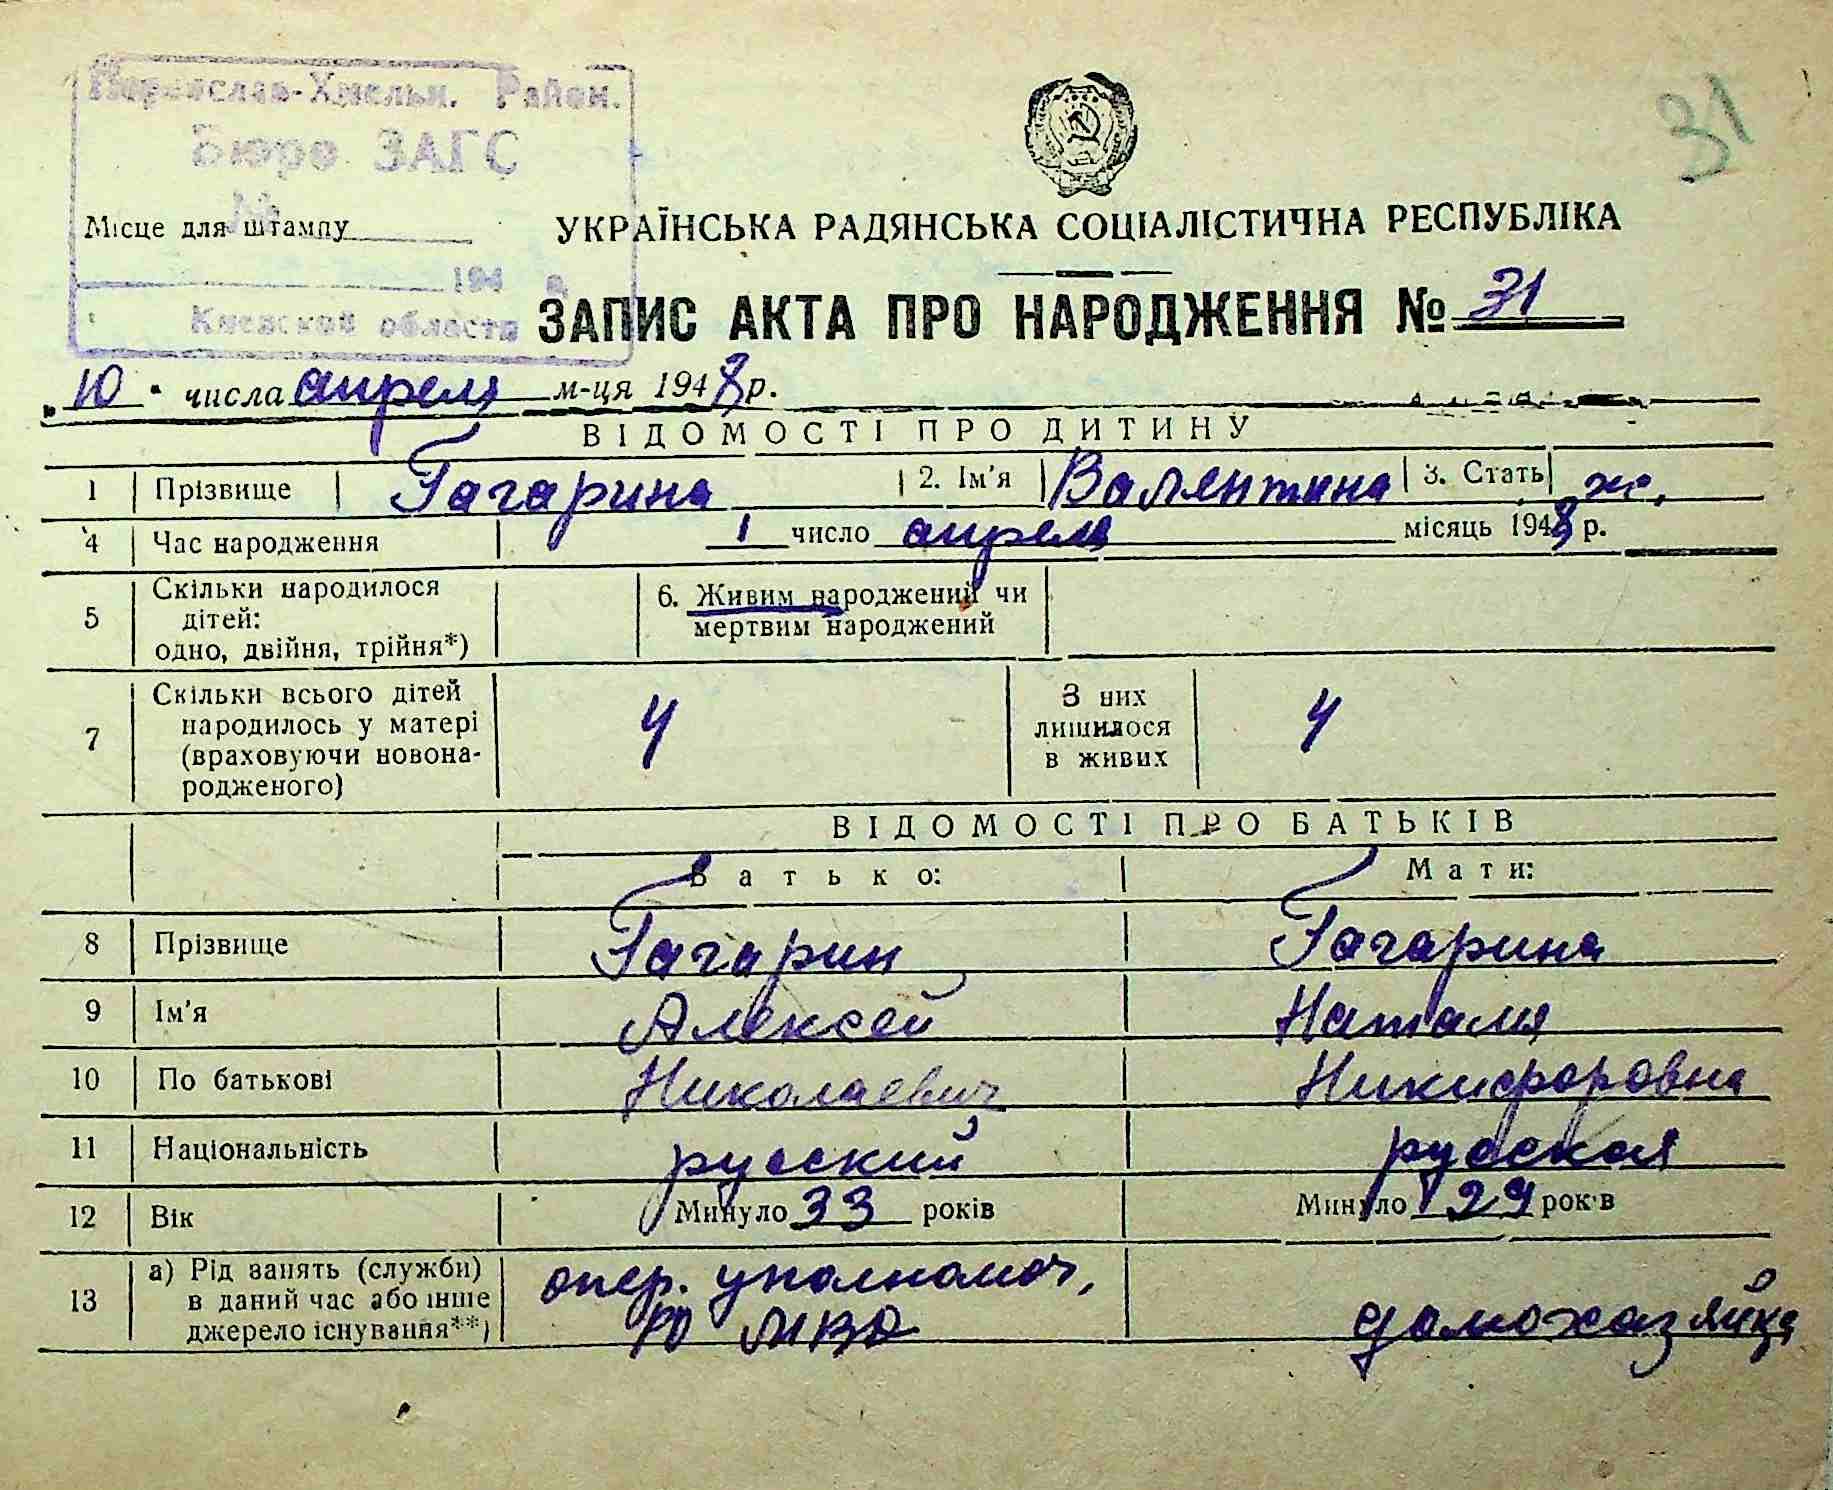 Переяслав-Хмельн. Район.
Бюро ЗАГС
31
№
Місце для штампу
УКРАЇНСЬКА РАДЯНСЬКА СОЦІАЛІСТИЧНА РЕСПУБЛІКА
194 р.
Киевской области
ЗАПИС АКТА ПРО НАРОДЖЕННЯ № 31
„10" числа апреля м-ця 1948 р.
ВІДОМОСТІ ПРО ДИТИНУ
1 Прізвище Гагарина 2. Ім'я Валентина 3. Стать ж.
4 Час народження 1 число апреля місяць 1948 р.
5 Скільки народилося дітей: одно, двійня, трійня*)
6. Живим народжений чи мертвим народжений
7 Скільки всього дітей народилось у матері (враховуючи новона-
родженого) 4 З них лишилося в живих 4
ВІДОМОСТІ ПРО БАТЬКІВ
Батько: Мати:
8 Прізвище Гагарин Гагарина
9 Ім'я Алексей Наталия
10 По батькові Николаевич Никифоровна
11 Національність русский русская
12 Вік Минуло 33 років Минуло 29 років
13 а) Рід занять (служби) в даний час або інше джерело існування**)
опер. уполномоч,
РО МВД
домохазяйка